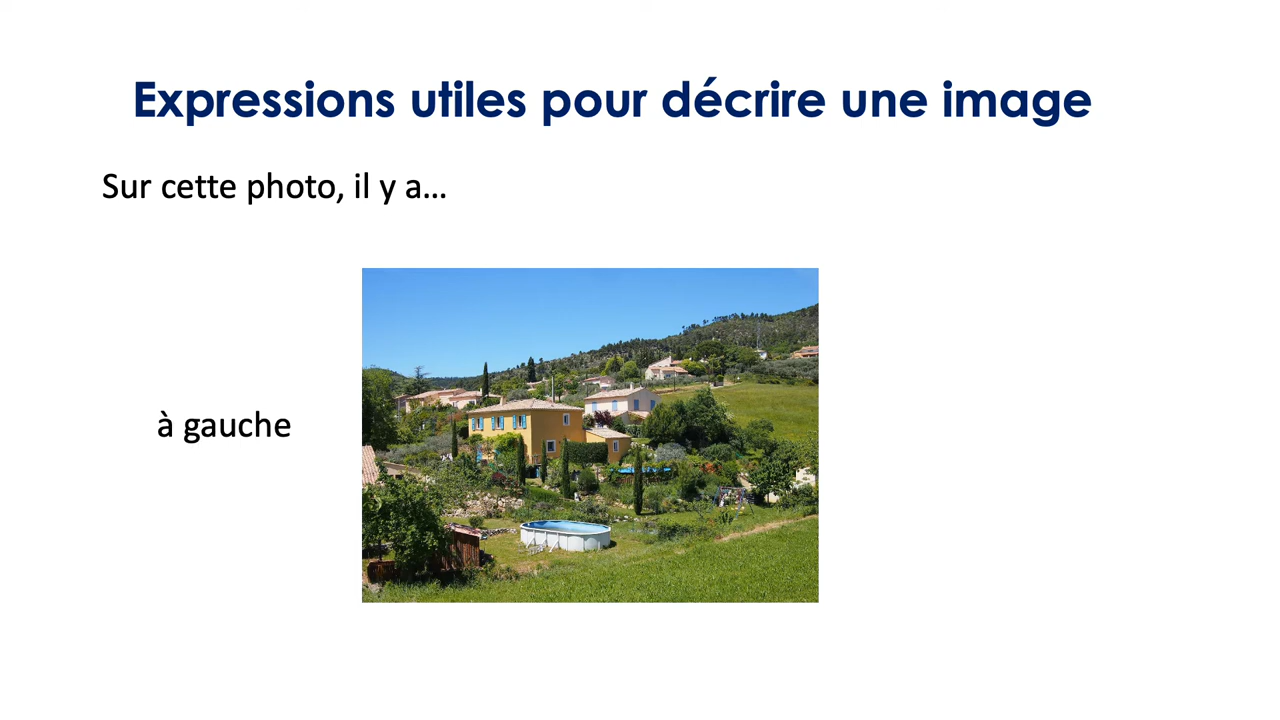 Expressions utiles pour décrire une image
Sur cette photo, il y a…
à gauche